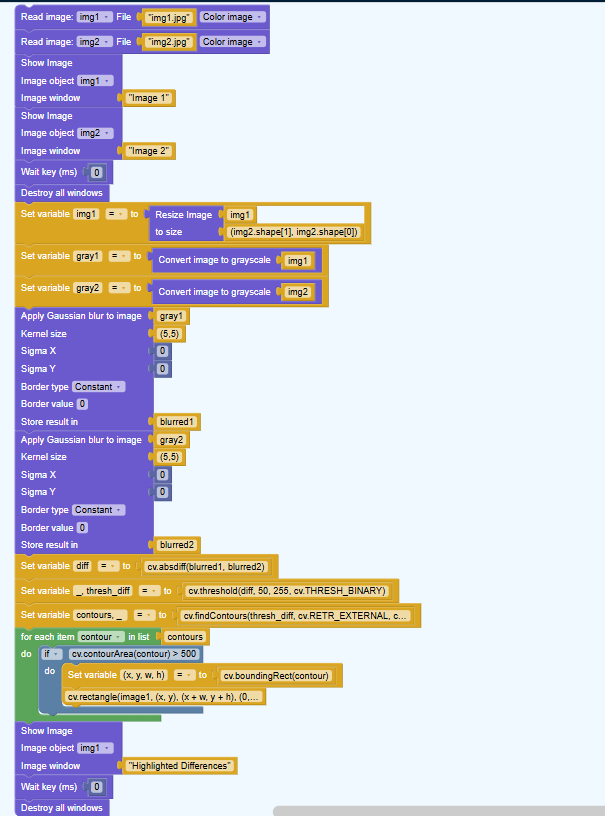 Read image: img1 File "img1.jpg" Color image
Read image: img2 File "img2.jpg" Color image
Show Image
Image object img1
Image window "Image 1"
Show Image
Image object img2
Image window "Image 2"
Wait key (ms) 0
Destroy all windows
Set variable img1 = to Resize Image img1
to size (img2.shape[1], img2.shape[0])
Set variable gray1 = to Convert image to grayscale img1
Set variable gray2 = to Convert image to grayscale img2
Apply Gaussian blur to image gray1
Kernel size (5,5)
Sigma X 0
Sigma Y 0
Border type Constant
Border value 0
Store result in blurred1
Apply Gaussian blur to image gray2
Kernel size (5,5)
Sigma X 0
Sigma Y 0
Border type Constant
Border value 0
Store result in blurred2
Set variable diff = to cv.absdiff(blurred1, blurred2)
Set variable _, thresh_diff = to cv.threshold(diff, 50, 255, cv.THRESH_BINARY)
Set variable contours, _ = to cv.findContours(thresh_diff, cv.RETR_EXTERNAL, c...
for each item contour in list contours
do if cv.contourArea(contour) > 500
do Set variable (x, y, w, h) = to cv.boundingRect(contour)
cv.rectangle(image1, (x, y), (x + w, y + h), (0,...
Show Image
Image object img1
Image window "Highlighted Differences"
Wait key (ms) 0
Destroy all windows